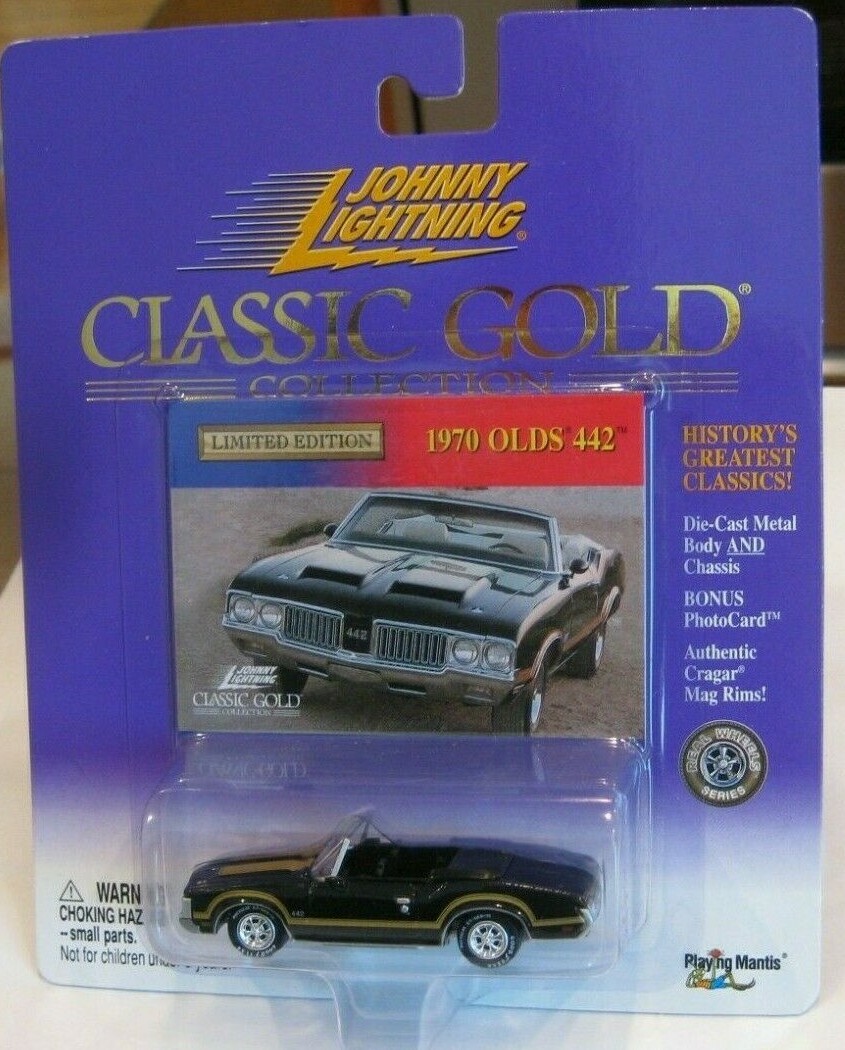 JOHNNY
LIGHTNING®
CLASSIC GOLD®
COLLECTION
LIMITED EDITION
1970 OLDS® 442™
HISTORY'S
GREATEST
CLASSICS!
Die-Cast Metal
Body AND
Chassis
BONUS
PhotoCard™
Authentic
Cragar®
Mag Rims!
442
JOHNNY
LIGHTNING
CLASSIC GOLD
COLLECTION
REAL WHEELS
SERIES
442
⚠ WARN
CHOKING HAZ
--small parts.
Not for children
Playing Mantis®